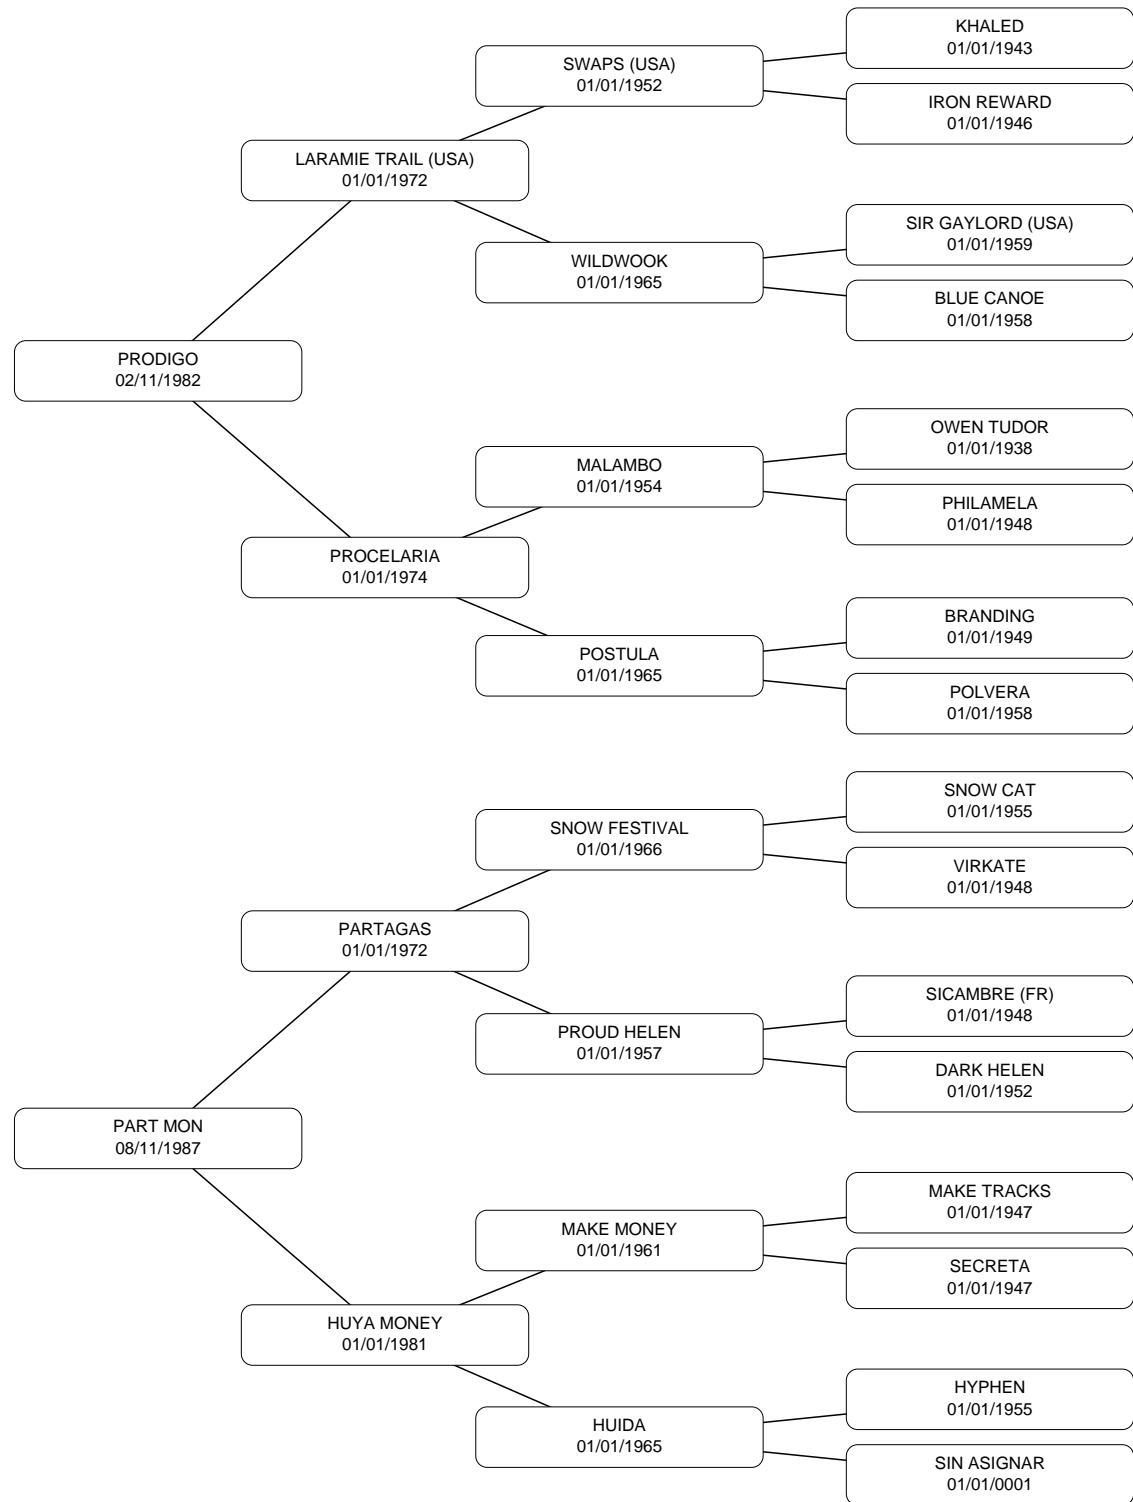 KHALED
01/01/1943
SWAPS (USA)
01/01/1952
IRON REWARD
01/01/1946
LARAMIE TRAIL (USA)
01/01/1972
SIR GAYLORD (USA)
01/01/1959
WILDWOOK
01/01/1965
BLUE CANOE
01/01/1958
PRODIGO
02/11/1982
OWEN TUDOR
01/01/1938
MALAMBO
01/01/1954
PHILAMELA
01/01/1948
PROCELARIA
01/01/1974
BRANDING
01/01/1949
POSTULA
01/01/1965
POLVERA
01/01/1958
SNOW CAT
01/01/1955
SNOW FESTIVAL
01/01/1966
VIRKATE
01/01/1948
PARTAGAS
01/01/1972
SICAMBRE (FR)
01/01/1948
PROUD HELEN
01/01/1957
DARK HELEN
01/01/1952
PART MON
08/11/1987
MAKE TRACKS
01/01/1947
MAKE MONEY
01/01/1961
SECRETA
01/01/1947
HUYA MONEY
01/01/1981
HYPHEN
01/01/1955
HUIDA
01/01/1965
SIN ASIGNAR
01/01/0001